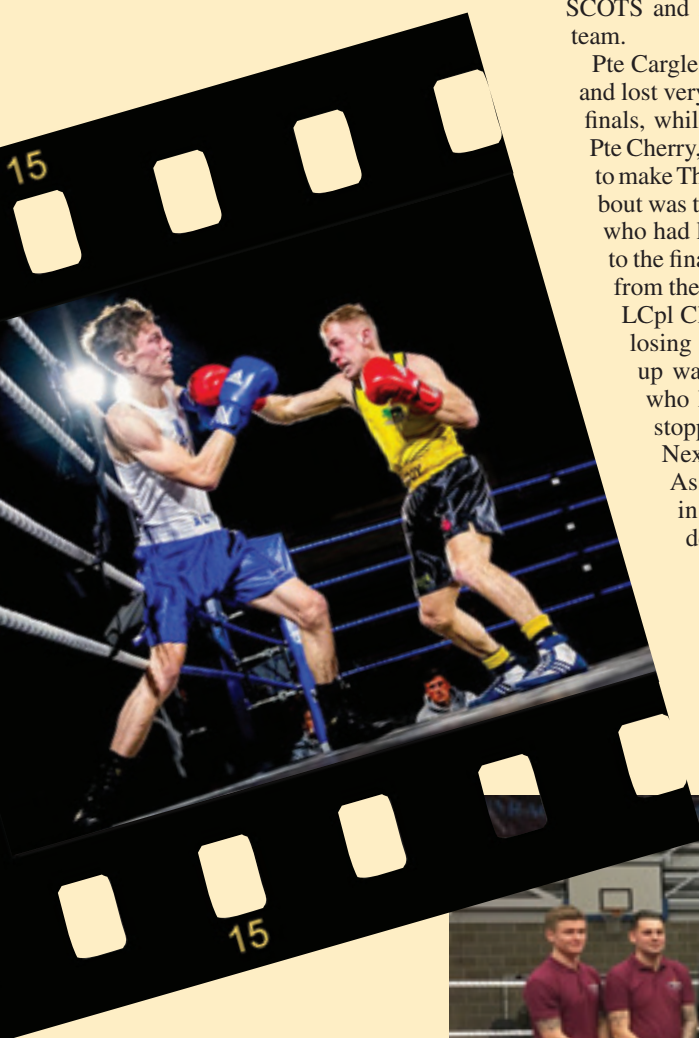 SCOTS and
team.
Pte Cargle
and lost very
finals, whil
Pte Cherry,
to make Th
bout was t
who had
to the fina
from the
LCpl C
losing
up wa
who
stopp
Nex
As
in
d
15
15